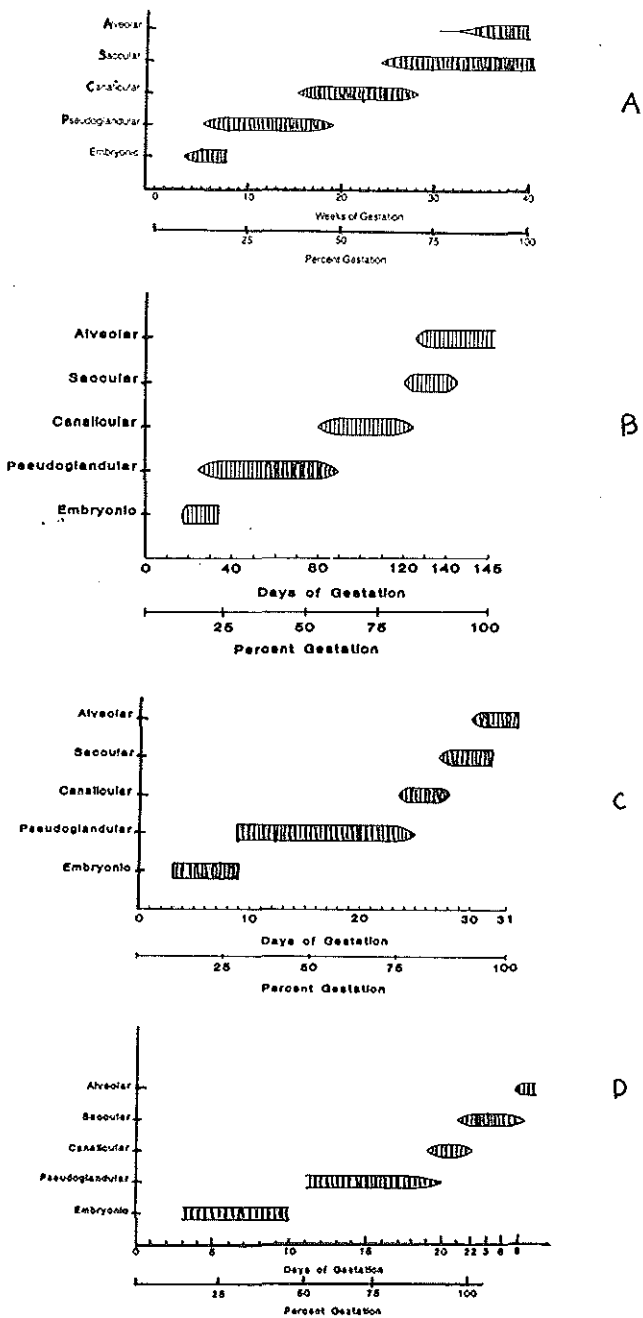 Alveolar
Saccular
Canalicular
A
Pseudoglandular
Embryonic
0 10 20 30 40
Weeks of Gestation
25 50 75 100
Percent Gestation
Alveolar
Saccular
Canalicular
B
Pseudoglandular
Embryonic
0 40 80 120 140 145
Days of Gestation
25 50 75 100
Percent Gestation
Alveolar
Saccular
Canalicular
C
Pseudoglandular
Embryonic
0 10 20 30 31
Days of Gestation
25 50 75 100
Percent Gestation
Alveolar
D
Saccular
Canalicular
Pseudoglandular
Embryonic
0 5 10 15 20 22 3 6 8
Days of Gestation
25 50 75 100
Percent Gestation